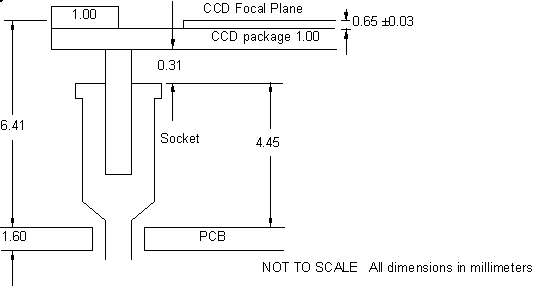 1.00
CCD Focal Plane
0.65 ±0.03
CCD package 1.00
0.31
6.41
Socket
4.45
1.60
PCB
NOT TO SCALE All dimensions in millimeters